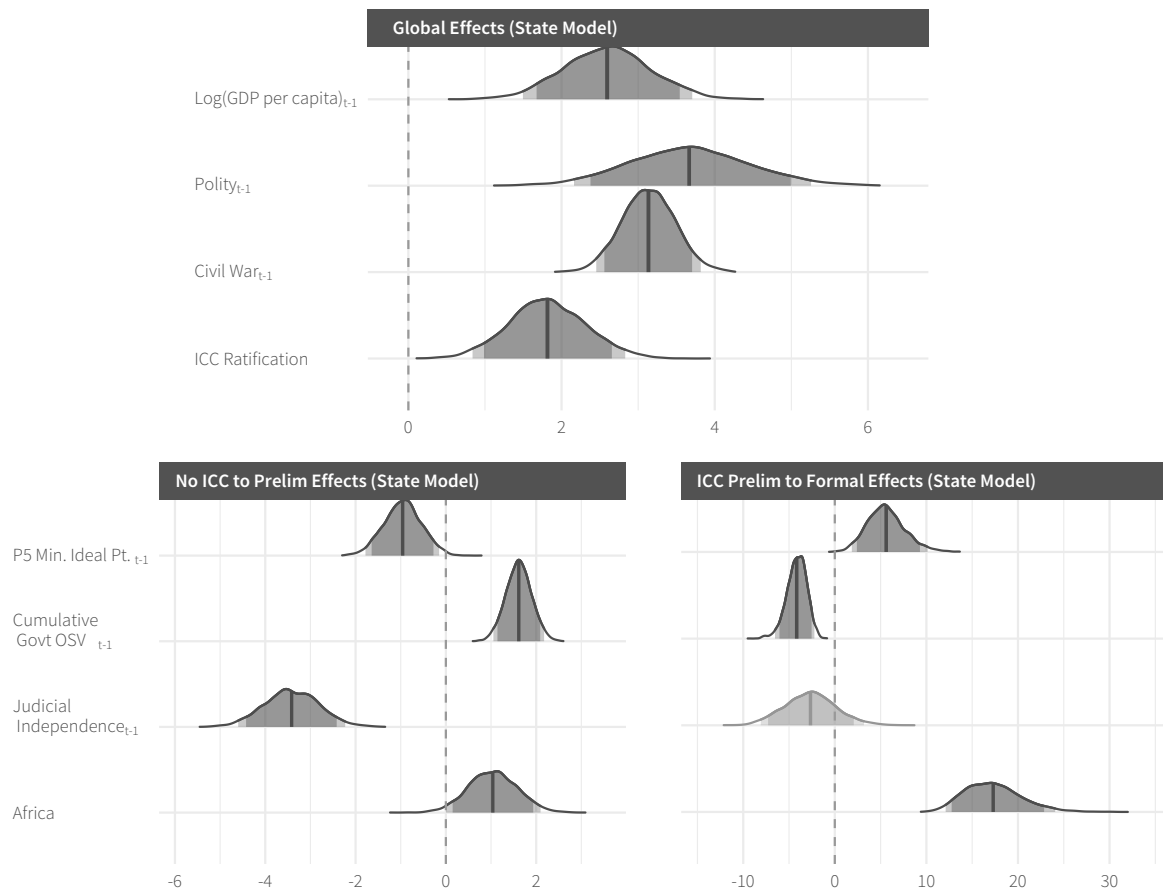 Global Effects (State Model)
Log(GDP per capita)t-1
Polityt-1
Civil Wart-1
ICC Ratification
0 2 4 6
No ICC to Prelim Effects (State Model)
ICC Prelim to Formal Effects (State Model)
P5 Min. Ideal Pt. t-1
Cumulative
Govt OSV t-1
Judicial
Independencet-1
Africa
-6 -4 -2 0 2
-10 0 10 20 30